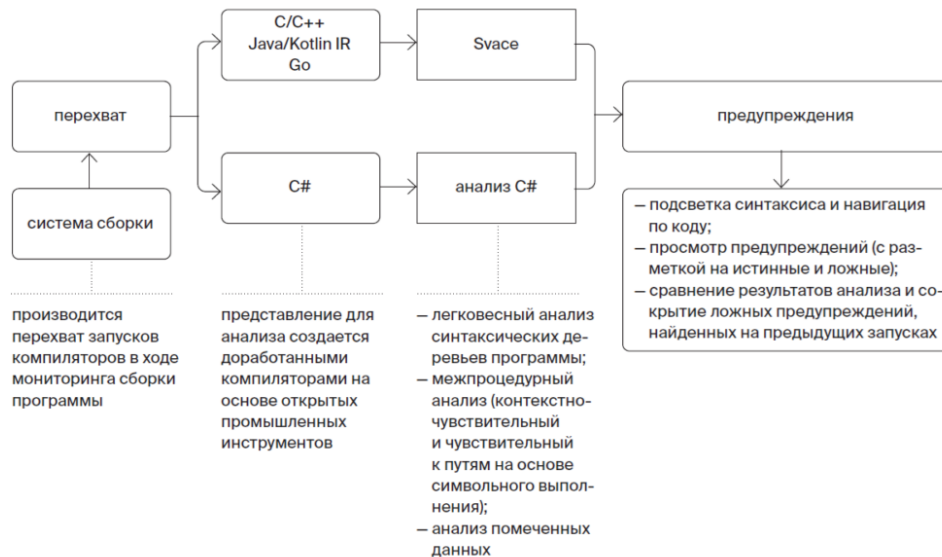 C/C++
Java/Kotlin IR
Go
Svace
перехват
предупреждения
C#
анализ C#
система сборки
— подсветка синтаксиса и навигация
по коду;
— просмотр предупреждений (с раз-
меткой на истинные и ложные);
— сравнение результатов анализа и со-
крытие ложных предупреждений,
найденных на предыдущих запусках
производится
перехват запусков
компиляторов в ходе
мониторинга сборки
программы
представление для
анализа создается
доработанными
компиляторами на
основе открытых
промышленных
инструментов
— легковесный анализ
синтаксических де-
ревьев программы;
— межпроцедурный
анализ (контекстно-
чувствительный
и чувствительный
к путям на основе
символьного выпол-
нения);
— анализ помеченных
данных